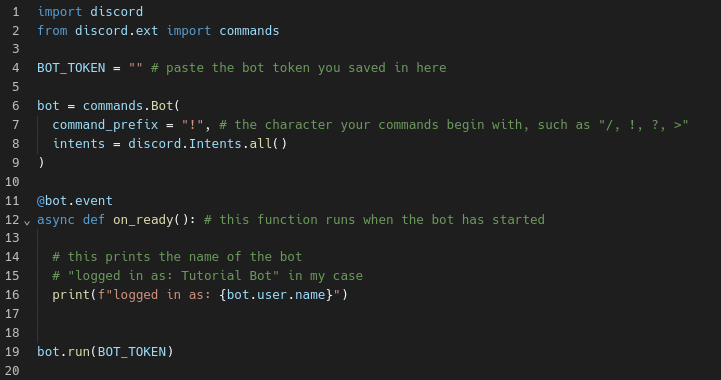 1 import discord
2 from discord.ext import commands
3
4 BOT_TOKEN = "" # paste the bot token you saved in here
5
6 bot = commands.Bot(
7   command_prefix = "!", # the character your commands begin with, such as "/, !, ?, >"
8   intents = discord.Intents.all()
9 )
10
11 @bot.event
12 async def on_ready(): # this function runs when the bot has started
13
14   # this prints the name of the bot
15   # "logged in as: Tutorial Bot" in my case
16   print(f"logged in as: {bot.user.name}")
17
18
19 bot.run(BOT_TOKEN)
20